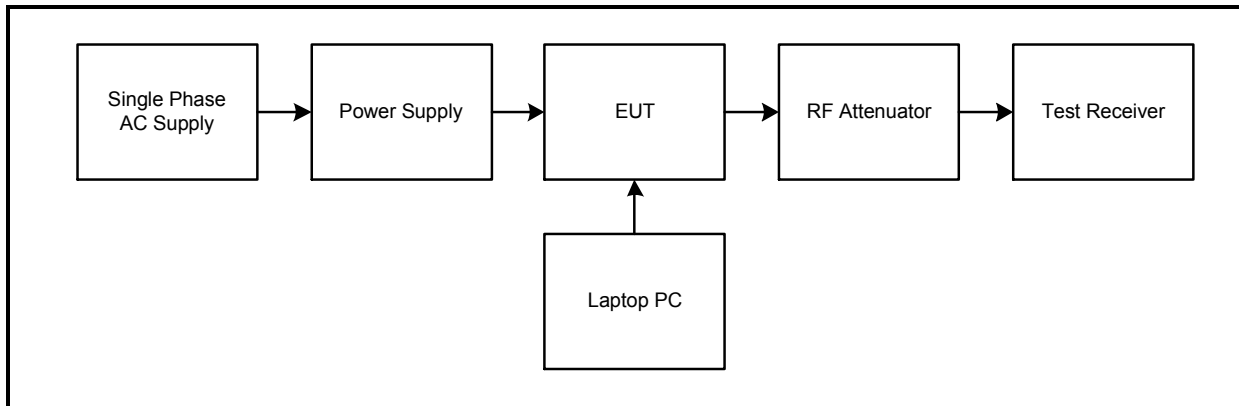 Single Phase
AC Supply
Power Supply
EUT
RF Attenuator
Test Receiver
Laptop PC